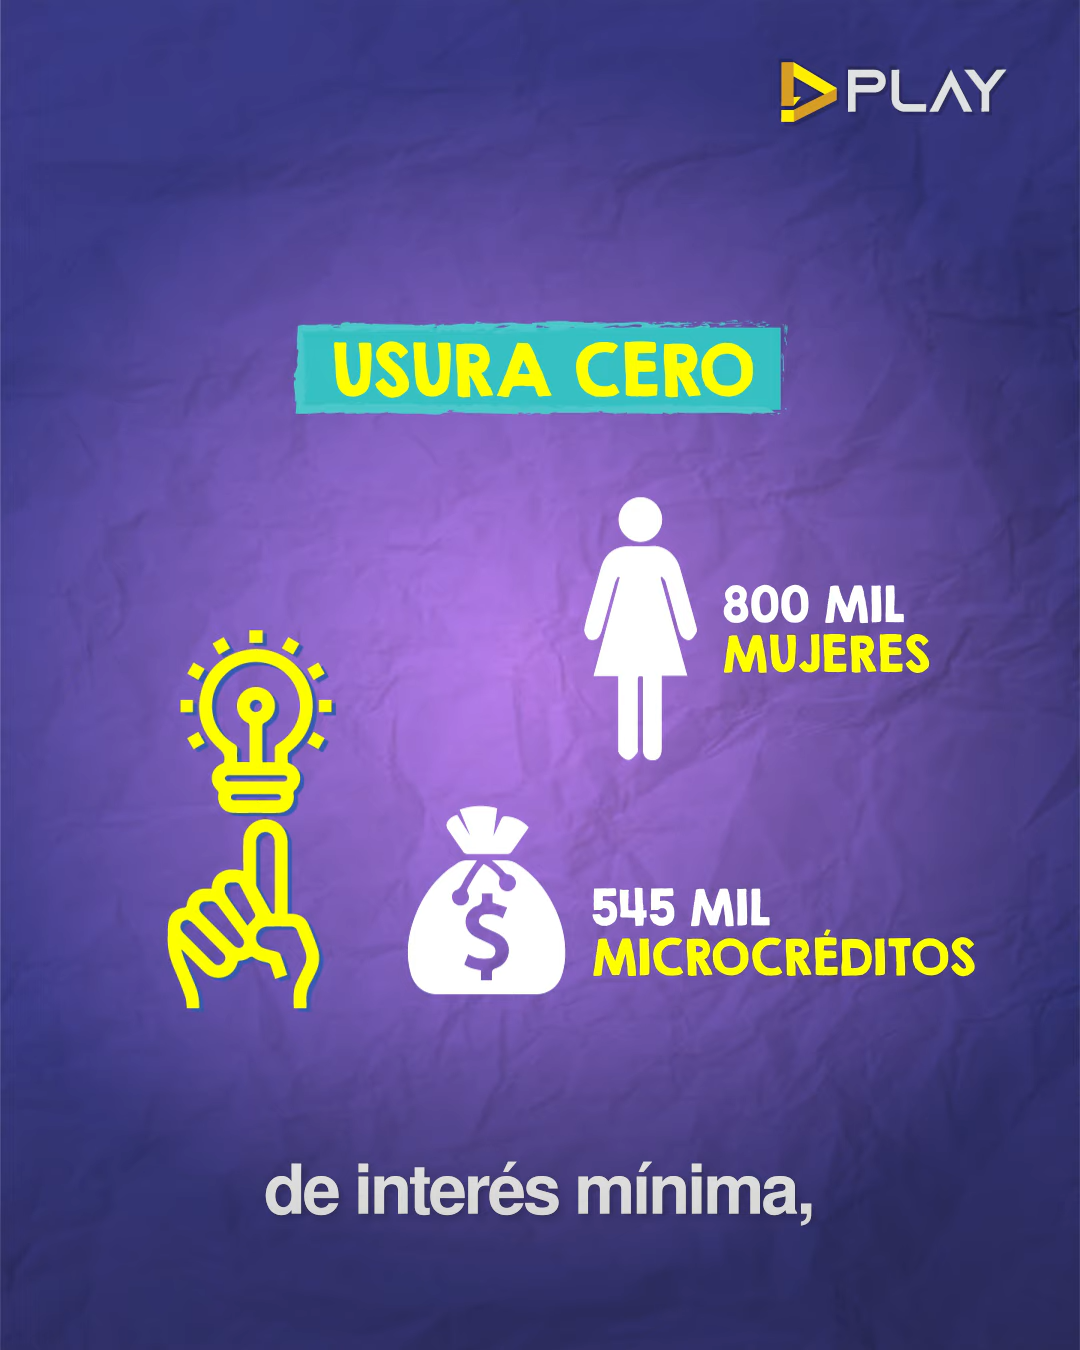 PLAY
USURA CERO
800 MIL
MUJERES
$
545 MIL
MICROCRÉDITOS
de interés mínima,